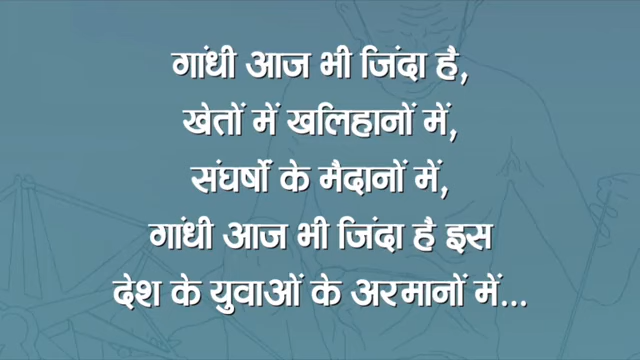 गांधी आज भी जिंदा है,
खेतों में खलिहानों में,
संघर्षो के मैदानों में,
गांधी आज भी जिंदा है इस
देश के युवाओं के अरमानों में...